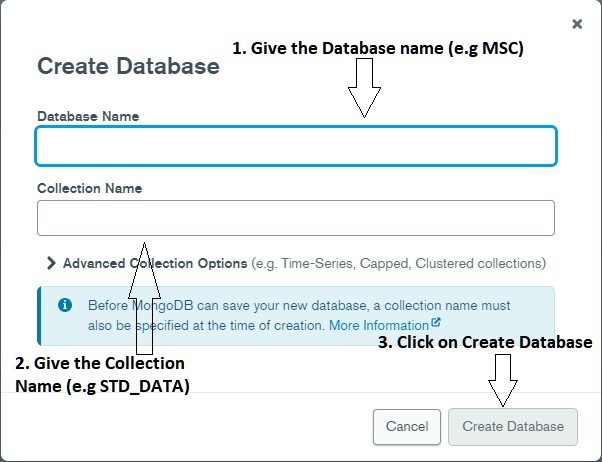 1. Give the Database name (e.g MSC)
Create Database
Database Name
Collection Name
Advanced Collection Options (e.g. Time-Series, Capped, Clustered collections)
Before MongoDB can save your new database, a collection name must
also be specified at the time of creation. More Information
3. Click on Create Database
2. Give the Collection
Name (e.g STD_DATA)
Cancel
Create Database